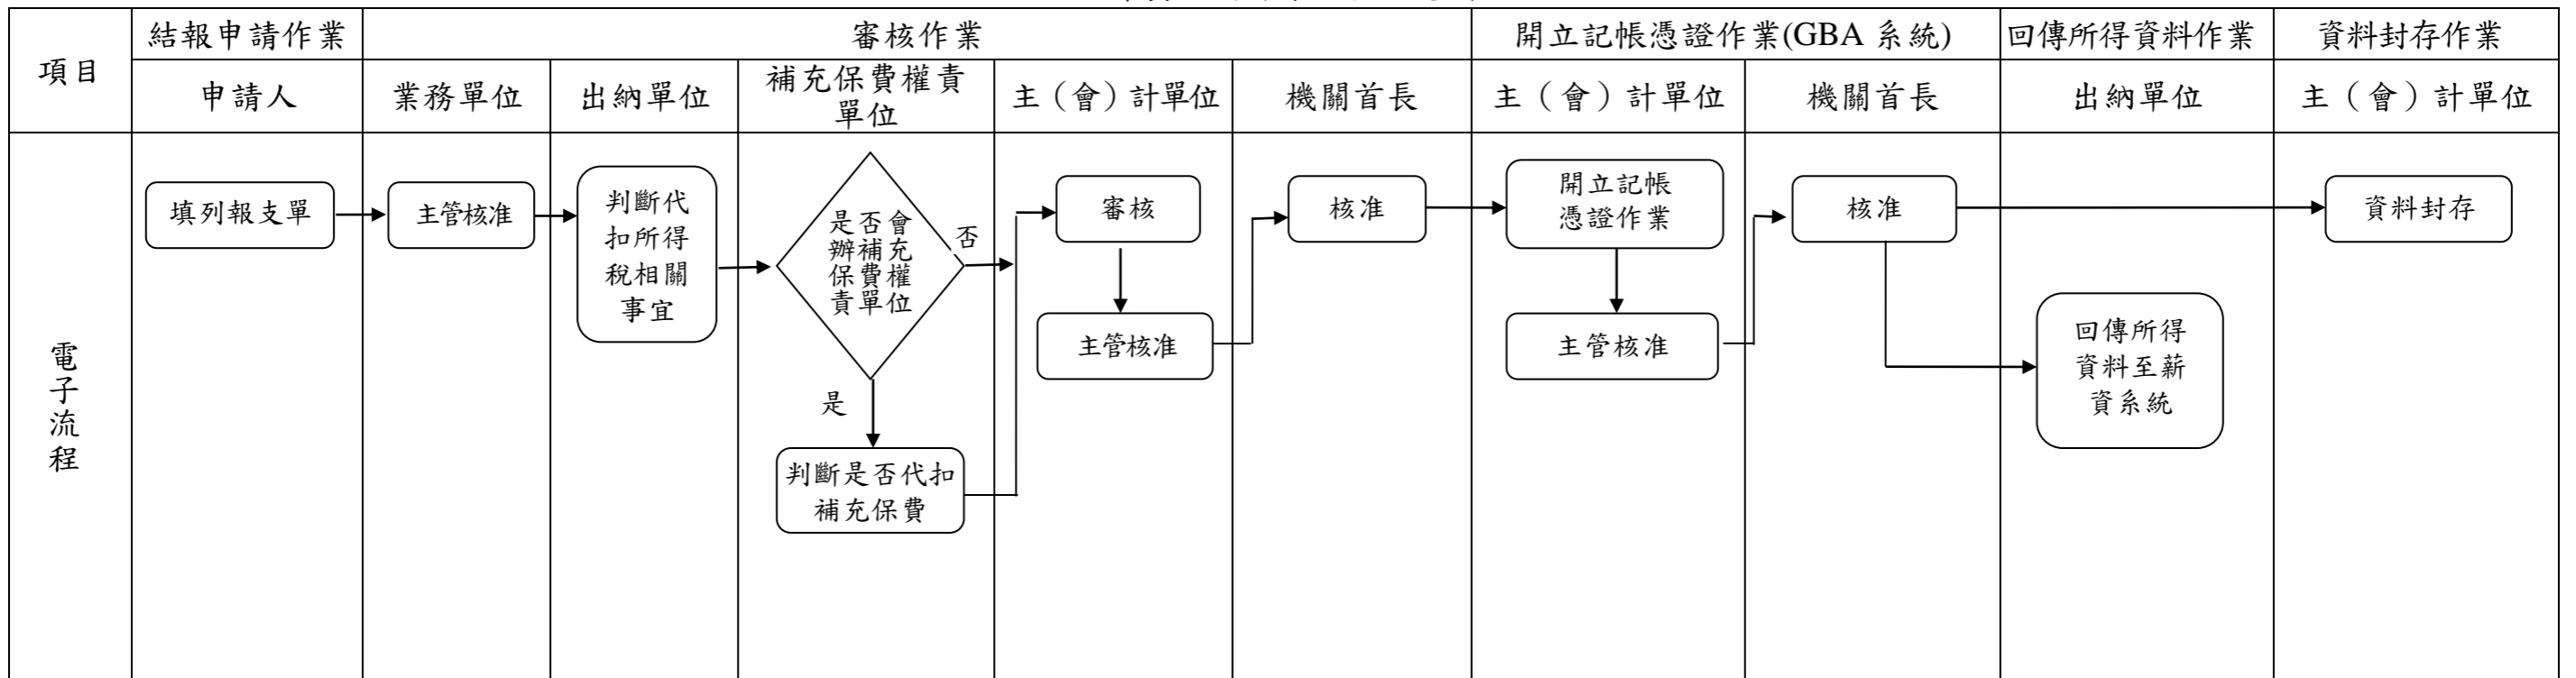 項目
結報申請作業
審核作業
開立記帳憑證作業(GBA 系統)
回傳所得資料作業
資料封存作業
申請人
業務單位
出納單位
補充保費權責
單位
主（會）計單位
機關首長
主（會）計單位
機關首長
出納單位
主（會）計單位
電
子
流
程
填列報支單
主管核准
判斷代
扣所得
稅相關
事宜
是否會
辦補充
保費權
責單位
否
是
判斷是否代扣
補充保費
審核
主管核准
核准
開立記帳
憑證作業
主管核准
核准
回傳所得
資料至薪
資系統
資料封存